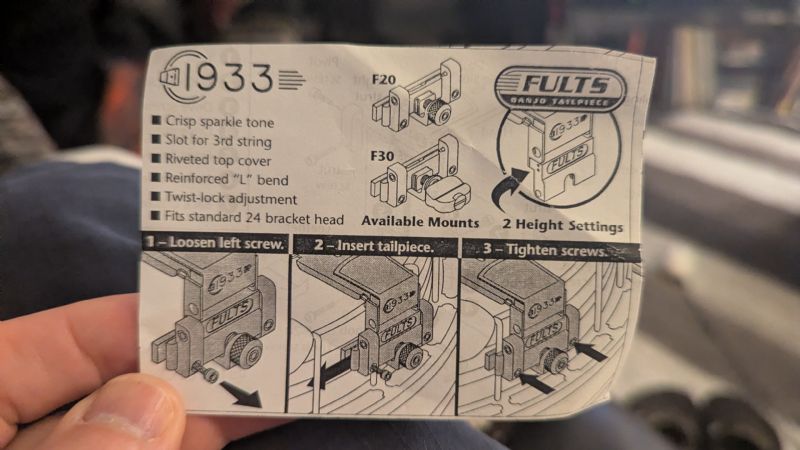 1933
■ Crisp sparkle tone
■ Slot for 3rd string
■ Riveted top cover
■ Reinforced "L" bend
■ Twist-lock adjustment
■ Fits standard 24 bracket head
F20
F30
Available Mounts
FULTS
BANJO TAILPIECE
1933
FULTS
2 Height Settings
1 – Loosen left screw.
1933
FULTS
2 – Insert tailpiece.
1933
FULTS
3 – Tighten screws.
1933
FULTS